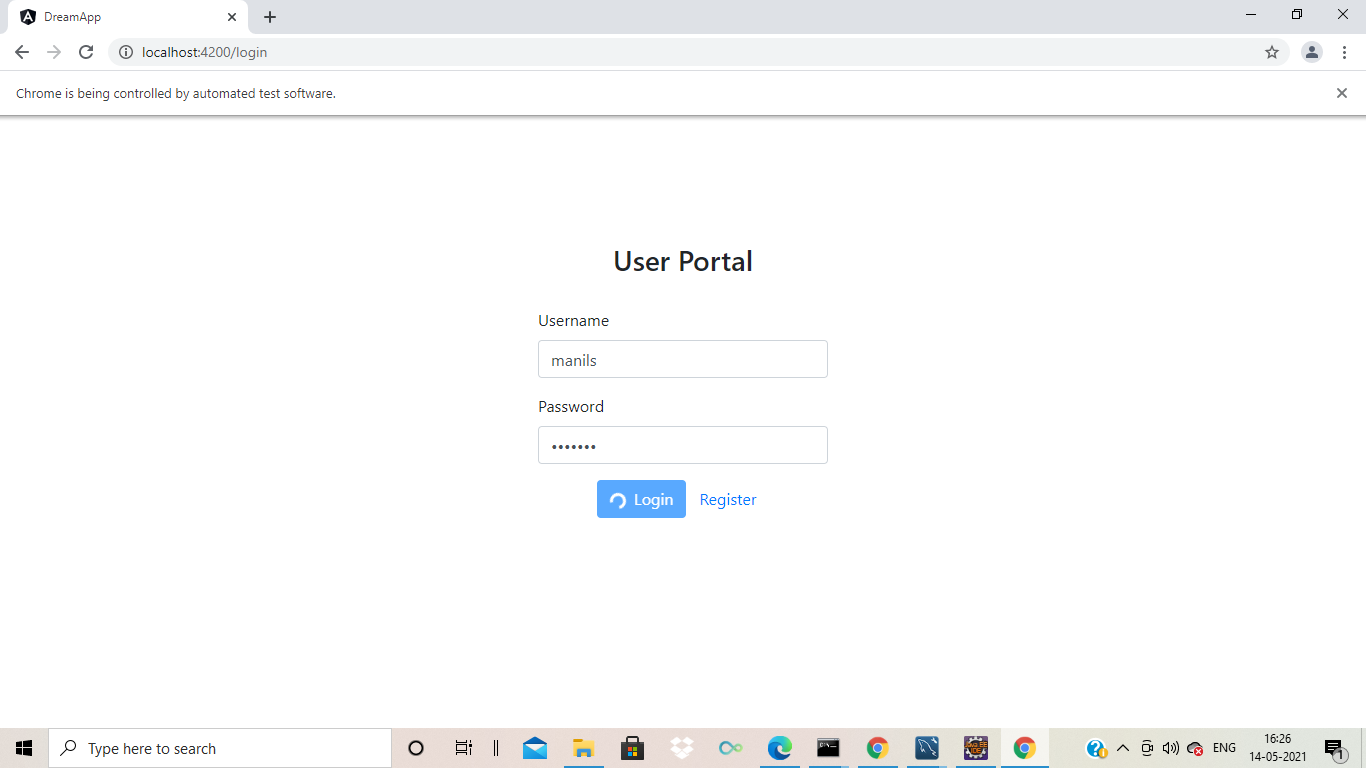 DreamApp
localhost:4200/login
Chrome is being controlled by automated test software.
User Portal
Username
manils
Password
•••••••
Login Register
Type here to search
ENG
16:26
14-05-2021
1